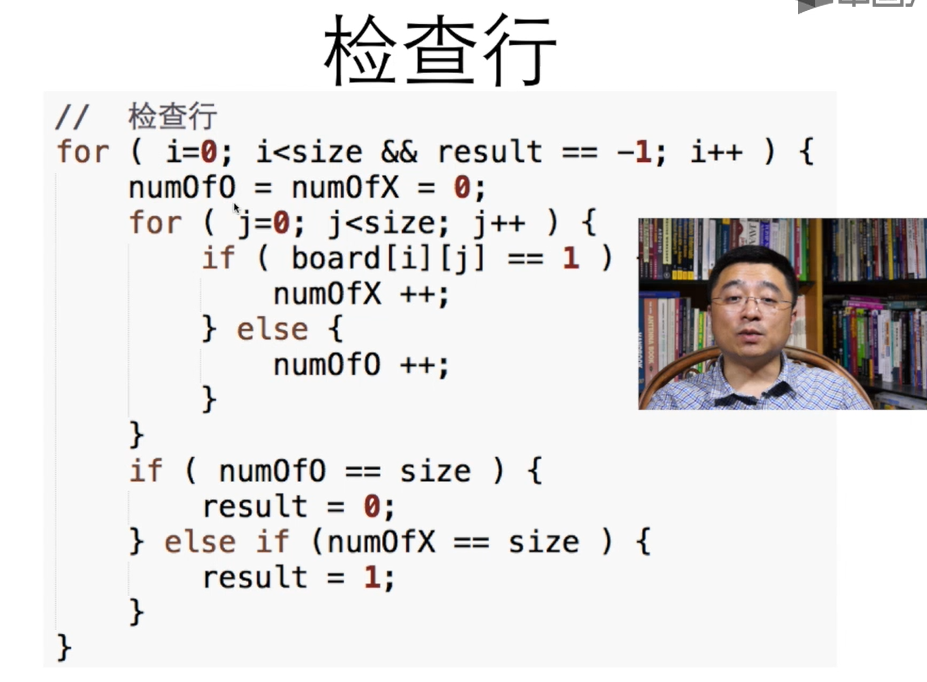 检查行
// 检查行
for ( i=0; i<size && result == -1; i++ ) {
numOfO = numOfX = 0;
for ( j=0; j<size; j++ ) {
if ( board[i][j] == 1 )
numOfX ++;
} else {
numOfO ++;
}
}
if ( numOfO == size ) {
result = 0;
} else if (numOfX == size ) {
result = 1;
}
}